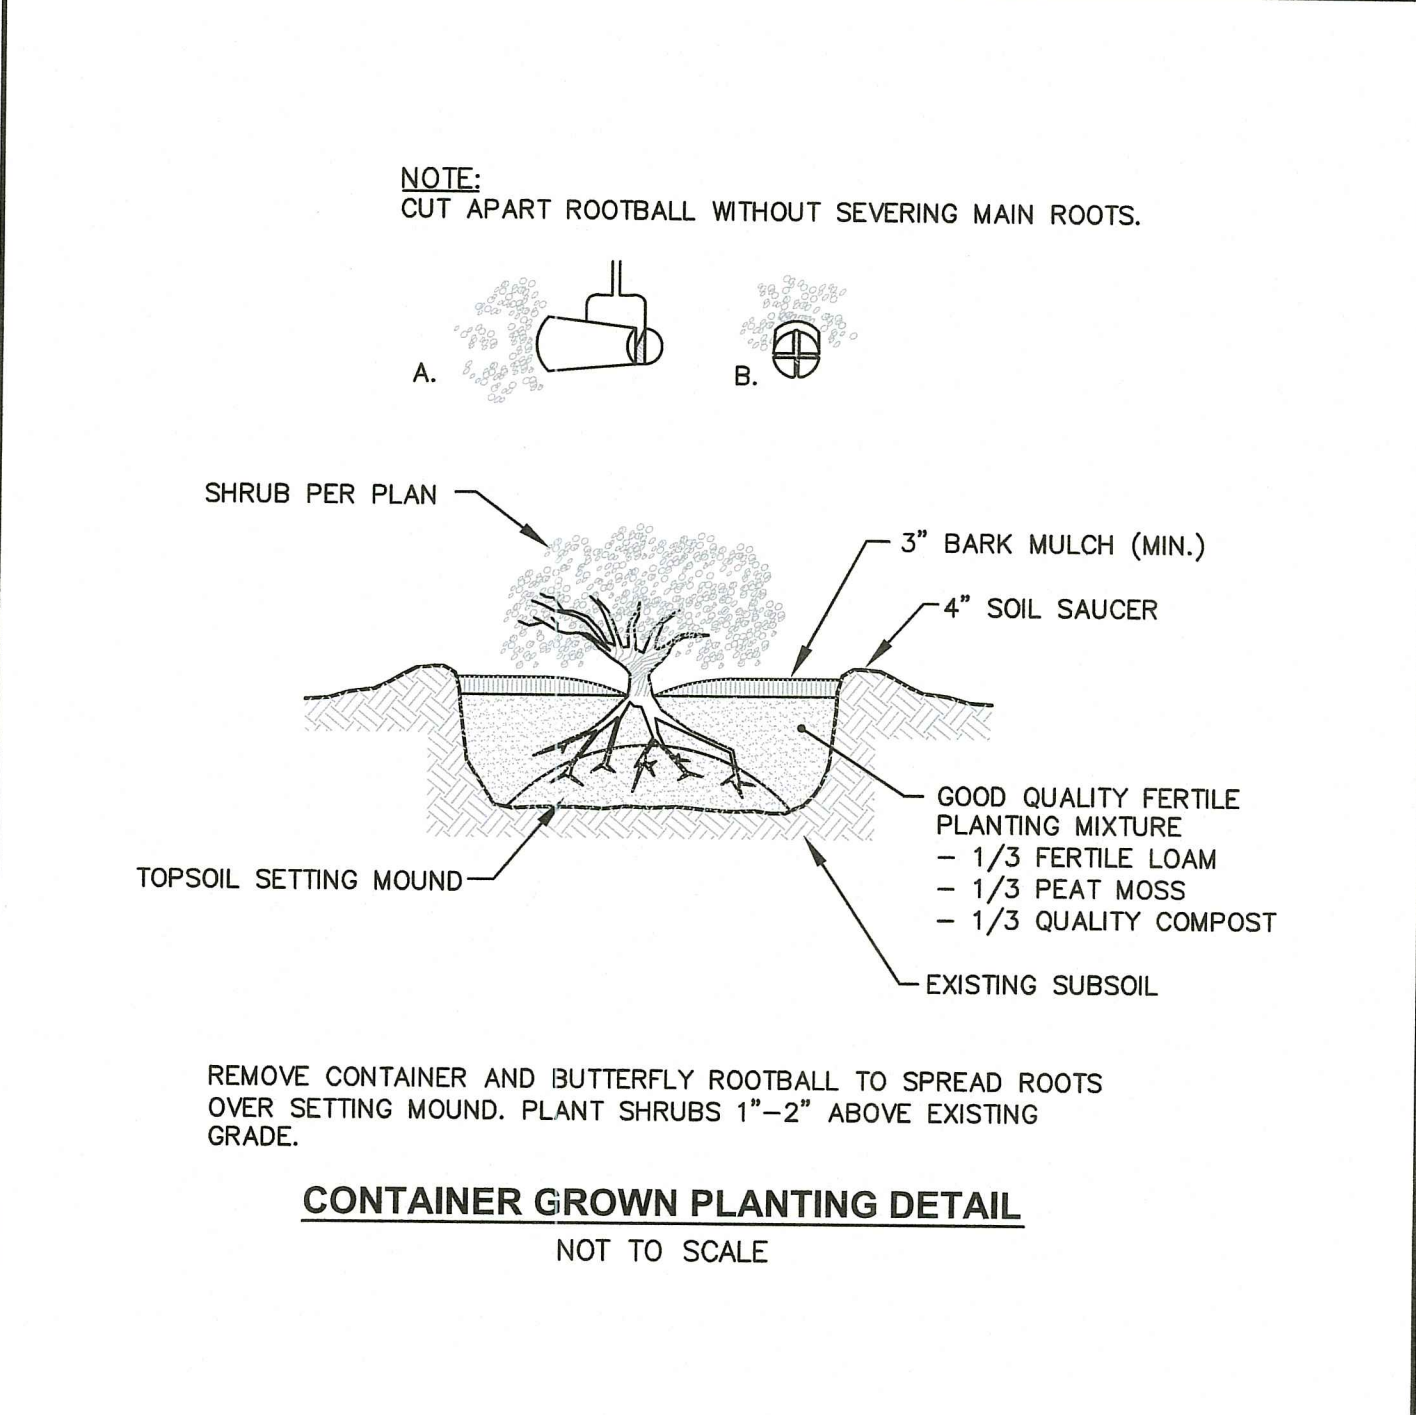 NOTE:
CUT APART ROOTBALL WITHOUT SEVERING MAIN ROOTS.
A.
B.
SHRUB PER PLAN
3" BARK MULCH (MIN.)
4" SOIL SAUCER
GOOD QUALITY FERTILE
PLANTING MIXTURE
- 1/3 FERTILE LOAM
- 1/3 PEAT MOSS
- 1/3 QUALITY COMPOST
TOPSOIL SETTING MOUND
EXISTING SUBSOIL
REMOVE CONTAINER AND BUTTERFLY ROOTBALL TO SPREAD ROOTS
OVER SETTING MOUND. PLANT SHRUBS 1"-2" ABOVE EXISTING
GRADE.
CONTAINER GROWN PLANTING DETAIL
NOT TO SCALE